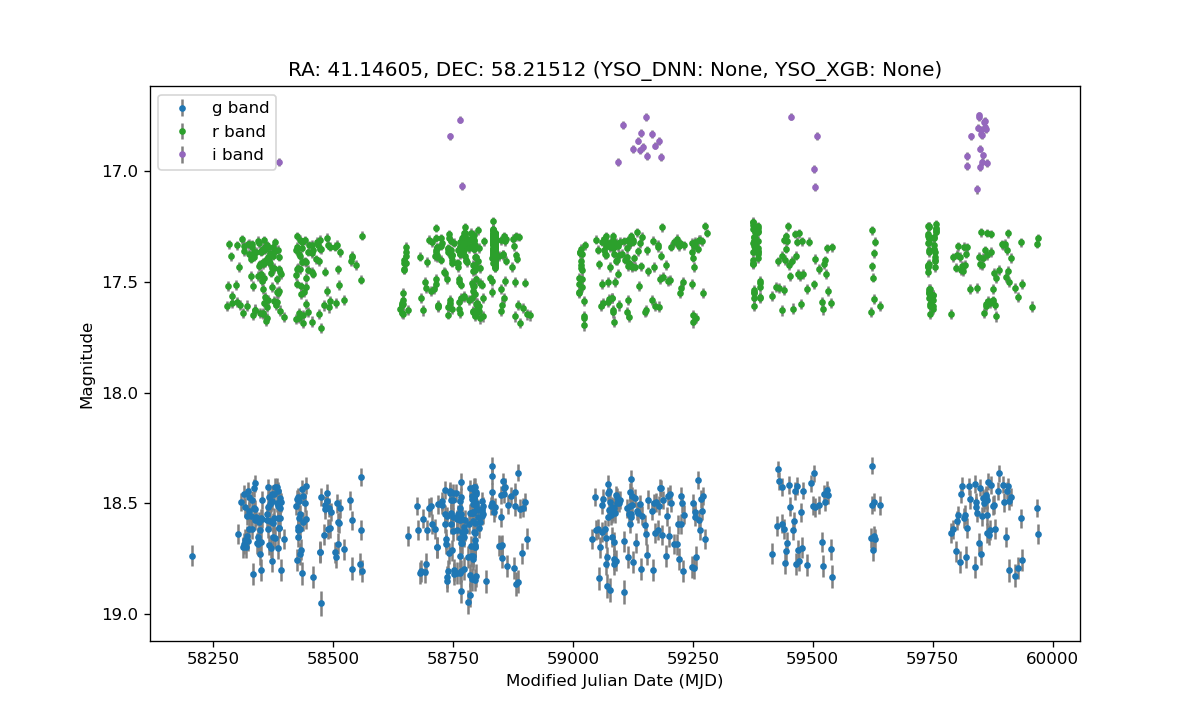 RA: 41.14605, DEC: 58.21512 (YSO_DNN: None, YSO_XGB: None)
g band
r band
i band
17.0
17.5
18.0
18.5
19.0
Magnitude
58250 58500 58750 59000 59250 59500 59750 60000
Modified Julian Date (MJD)